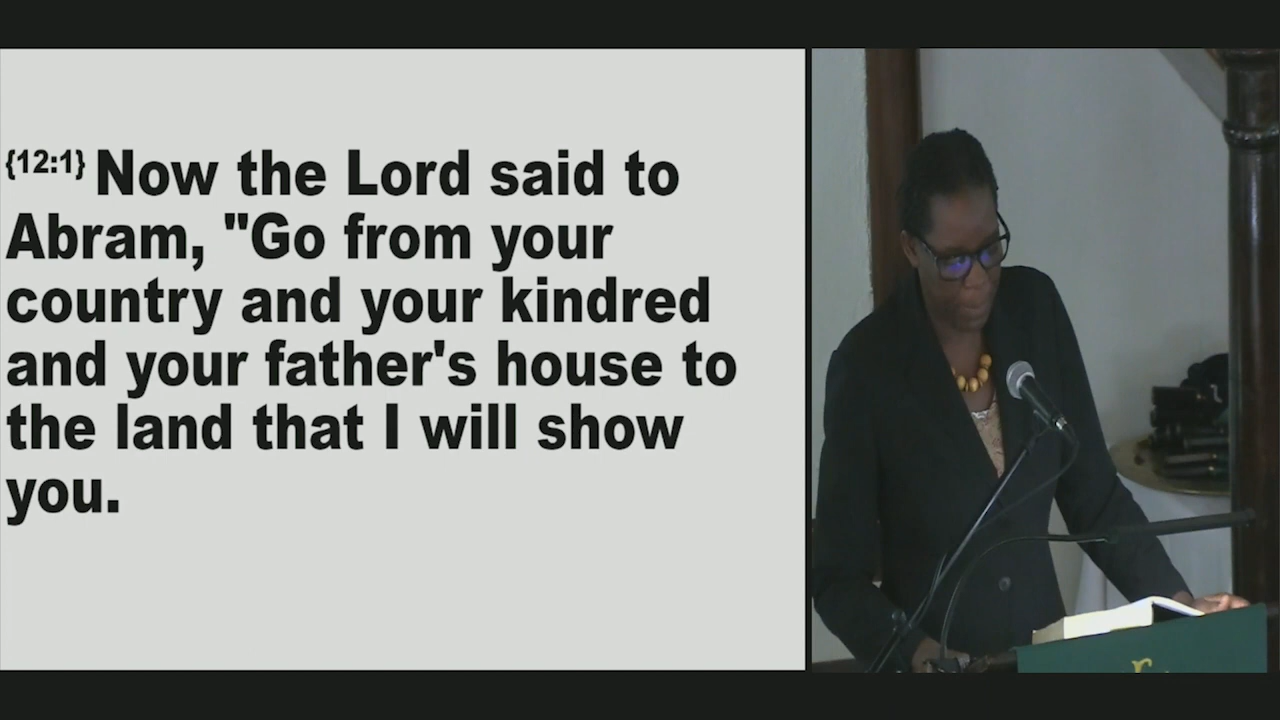 {12:1} Now the Lord said to
Abram, "Go from your
country and your kindred
and your father's house to
the land that I will show
you.